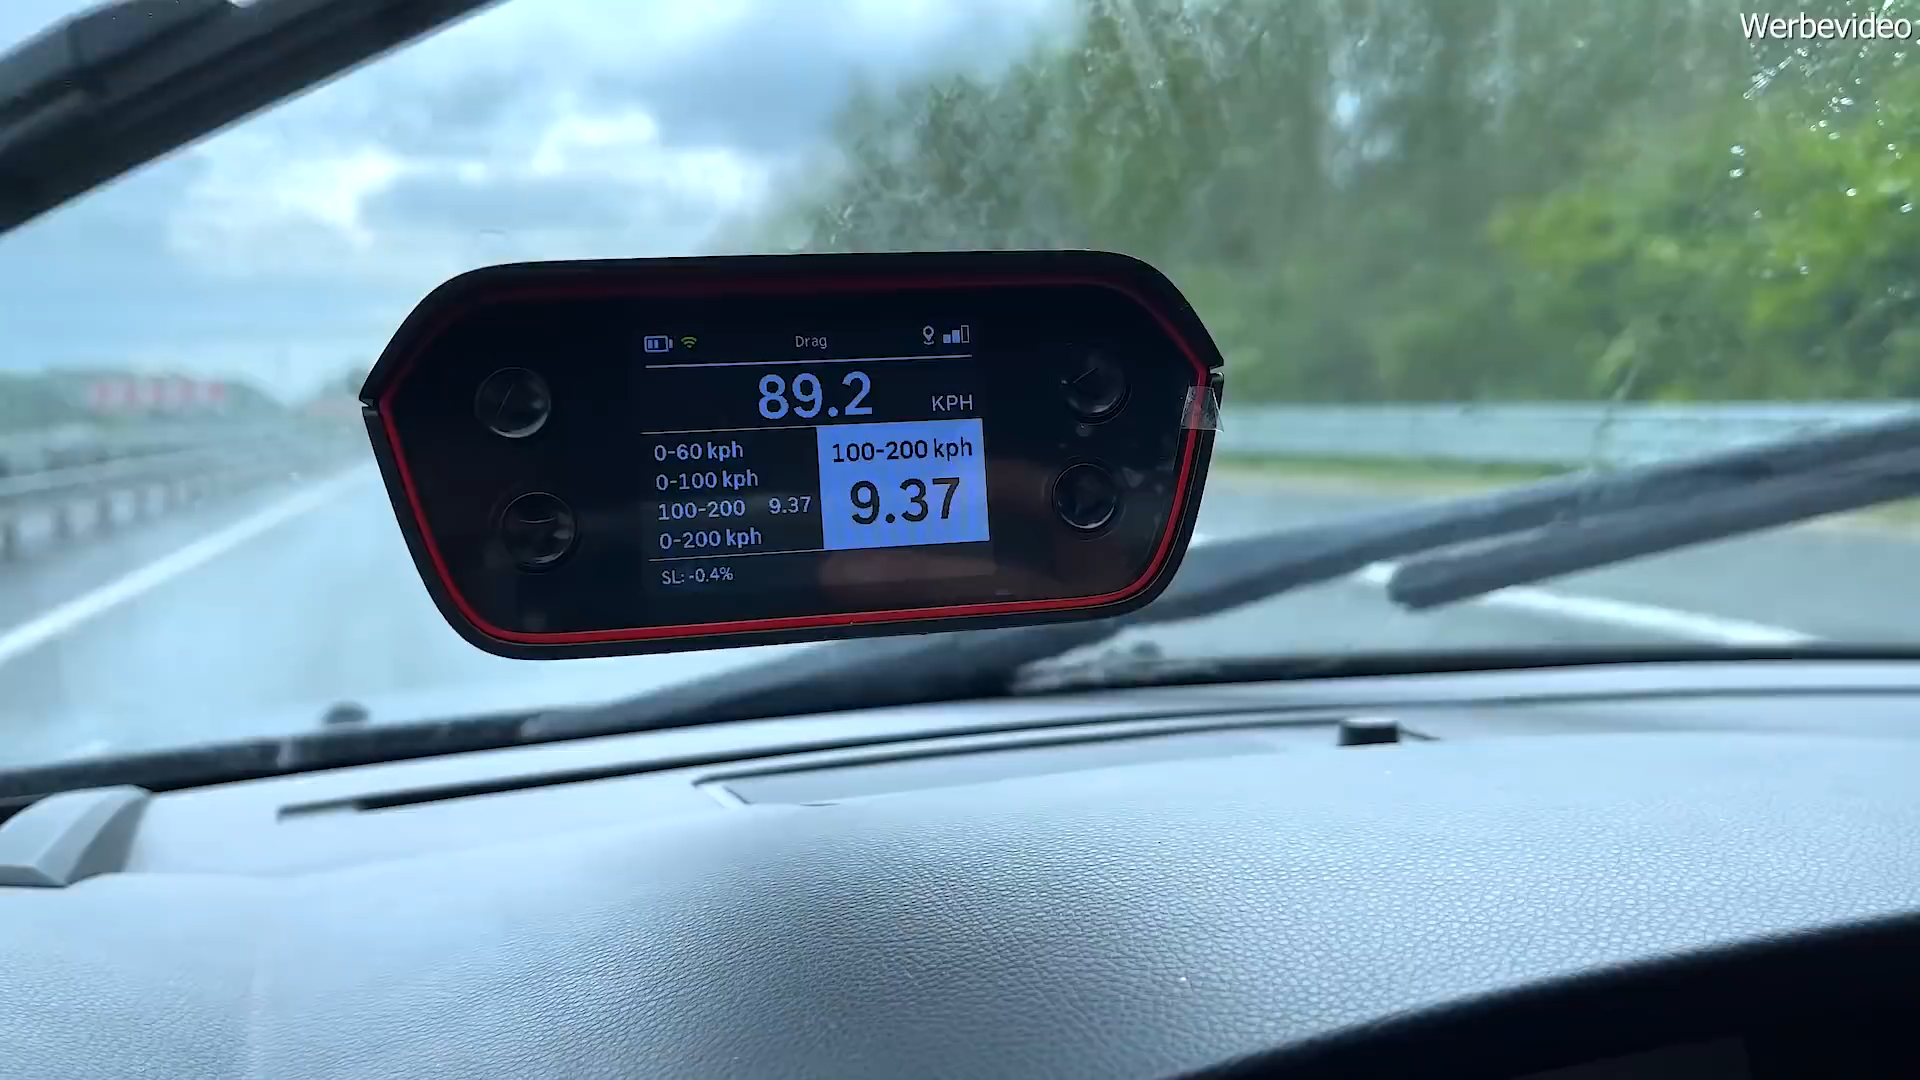 Werbevideo
Drag
89.2 KPH
0-60 kph
0-100 kph
100-200 9.37
0-200 kph
100-200 kph
9.37
SL: -0.4%